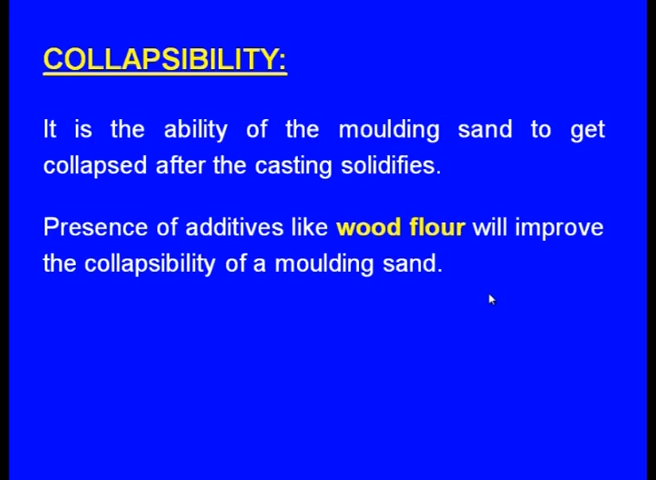 COLLAPSIBILITY:
It is the ability of the moulding sand to get
collapsed after the casting solidifies.
Presence of additives like wood flour will improve
the collapsibility of a moulding sand.